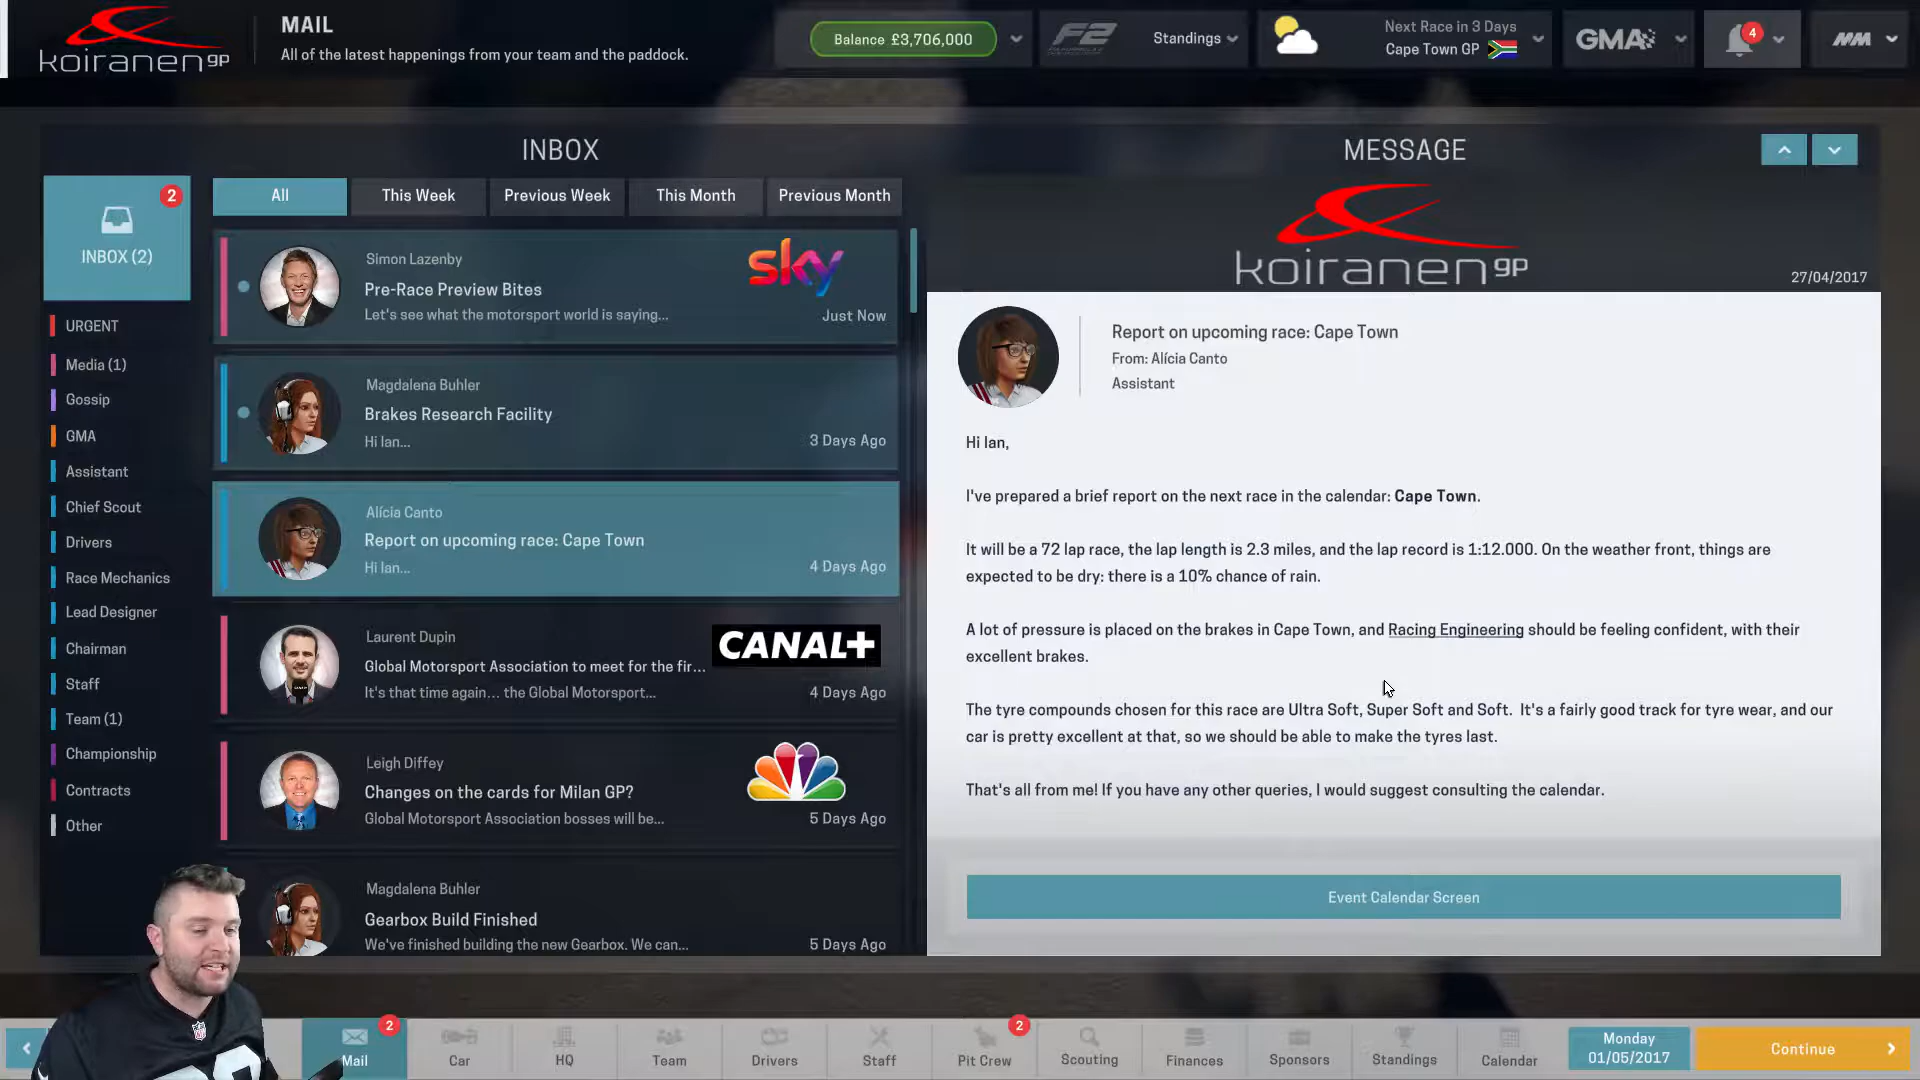 koiranen gp
MAIL
All of the latest happenings from your team and the paddock.
Balance £3,706,000
F2
Standings
Next Race in 3 Days
Cape Town GP
GMA
4
INBOX
MESSAGE
2
INBOX (2)
URGENT
Media (1)
Gossip
GMA
Assistant
Chief Scout
Drivers
Race Mechanics
Lead Designer
Chairman
Staff
Team (1)
Championship
Contracts
Other
All
This Week
Previous Week
This Month
Previous Month
Simon Lazenby
Pre-Race Preview Bites
Let's see what the motorsport world is saying...
sky
Just Now
Magdalena Buhler
Brakes Research Facility
Hi Ian...
3 Days Ago
Alícia Canto
Report on upcoming race: Cape Town
Hi Ian...
4 Days Ago
Laurent Dupin
Global Motorsport Association to meet for the fir...
It's that time again... the Global Motorsport...
CANAL+
4 Days Ago
Leigh Diffey
Changes on the cards for Milan GP?
Global Motorsport Association bosses will be...
5 Days Ago
Magdalena Buhler
Gearbox Build Finished
We've finished building the new Gearbox. We can...
5 Days Ago
koiranen gp
27/04/2017
Report on upcoming race: Cape Town
From: Alícia Canto
Assistant
Hi Ian,
I've prepared a brief report on the next race in the calendar: Cape Town.
It will be a 72 lap race, the lap length is 2.3 miles, and the lap record is 1:12.000. On the weather front, things are
expected to be dry: there is a 10% chance of rain.
A lot of pressure is placed on the brakes in Cape Town, and Racing Engineering should be feeling confident, with their
excellent brakes.
The tyre compounds chosen for this race are Ultra Soft, Super Soft and Soft. It's a fairly good track for tyre wear, and our
car is pretty excellent at that, so we should be able to make the tyres last.
That's all from me! If you have any other queries, I would suggest consulting the calendar.
Event Calendar Screen
2
Mail
Car
HQ
Team
Drivers
Staff
2
Pit Crew
Scouting
Finances
Sponsors
Standings
Calendar
Monday
01/05/2017
Continue